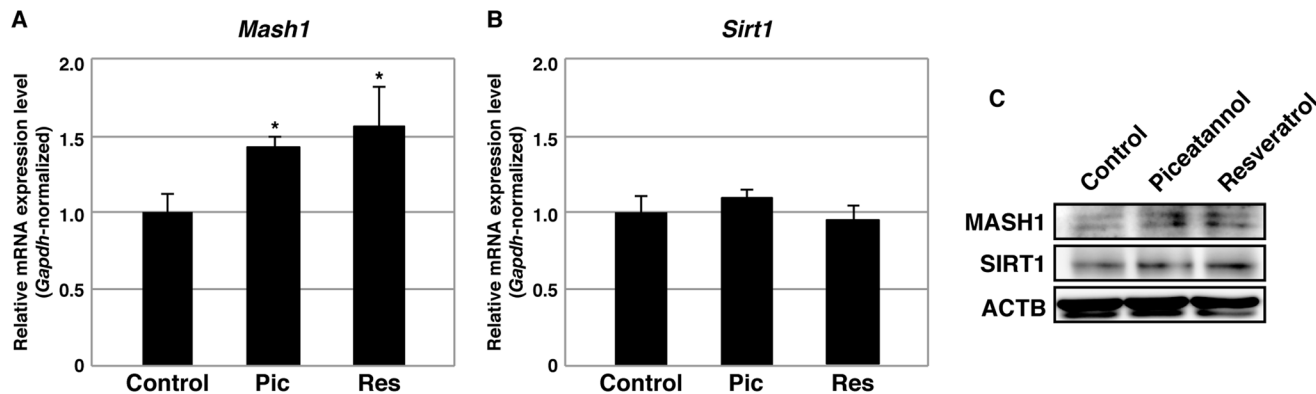 A
Mash1
Relative mRNA expression level
(Gapdh-normalized)
2.0
1.5
1.0
0.5
0
*
*
Control
Pic
Res
B
Sirt1
Relative mRNA expression level
(Gapdh-normalized)
2.0
1.5
1.0
0.5
0
Control
Pic
Res
C
Control
Piceatannol
Resveratrol
MASH1
SIRT1
ACTB